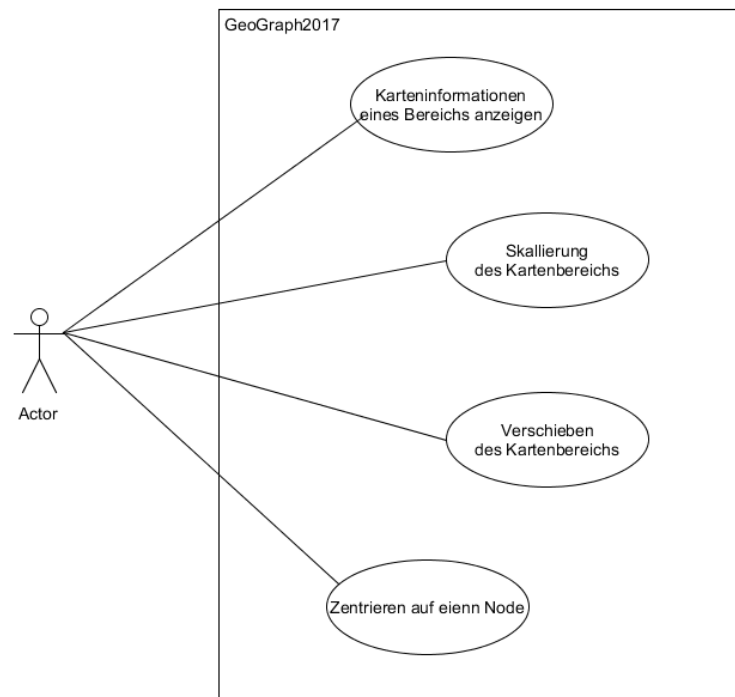 GeoGraph2017
Karteninformationen
eines Bereichs anzeigen
Skallierung
des Kartenbereichs
Actor
Verschieben
des Kartenbereichs
Zentrieren auf eienn Node